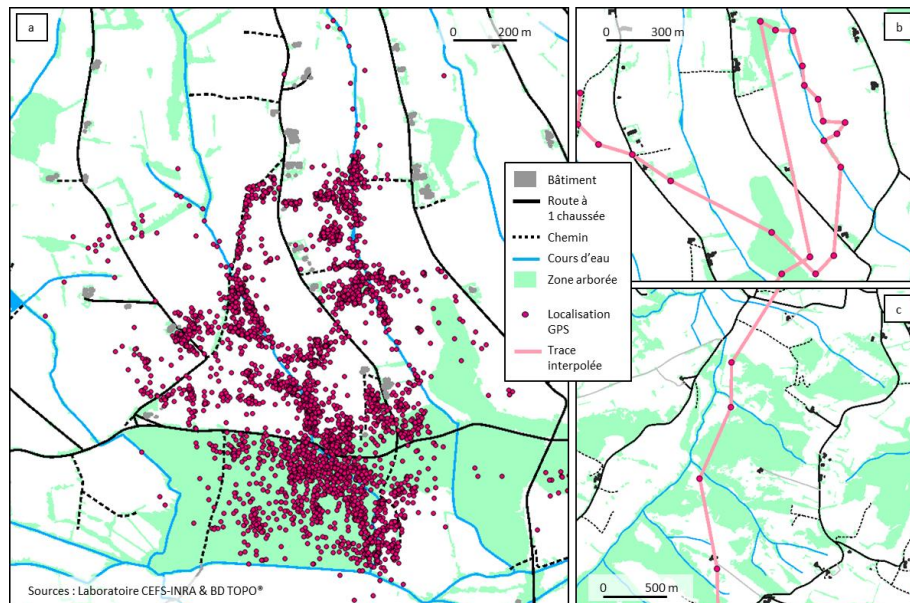 a
0 200 m
b
0 300 m
Bâtiment
Route à
1 chaussée
Chemin
Cours d'eau
Zone arborée
Localisation
GPS
Trace
interpolée
c
0 500 m
Sources : Laboratoire CEFS-INRA & BD TOPO®